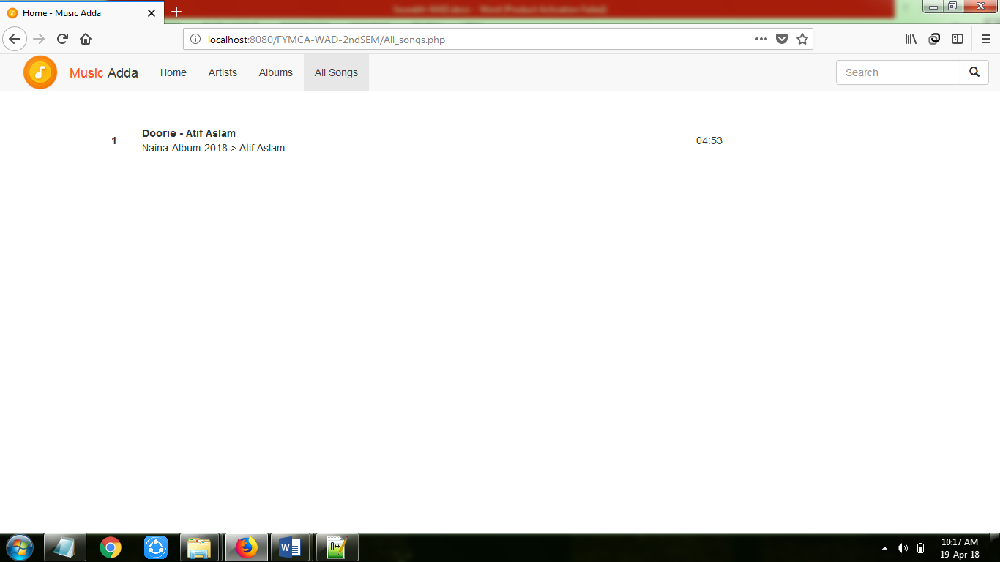 Home - Music Adda
localhost:8080/FYMCA-WAD-2ndSEM/All_songs.php
Music Adda
Home
Artists
Albums
All Songs
Search
1
Doorie - Atif Aslam
Naina-Album-2018 > Atif Aslam
04:53
10:17 AM
19-Apr-18